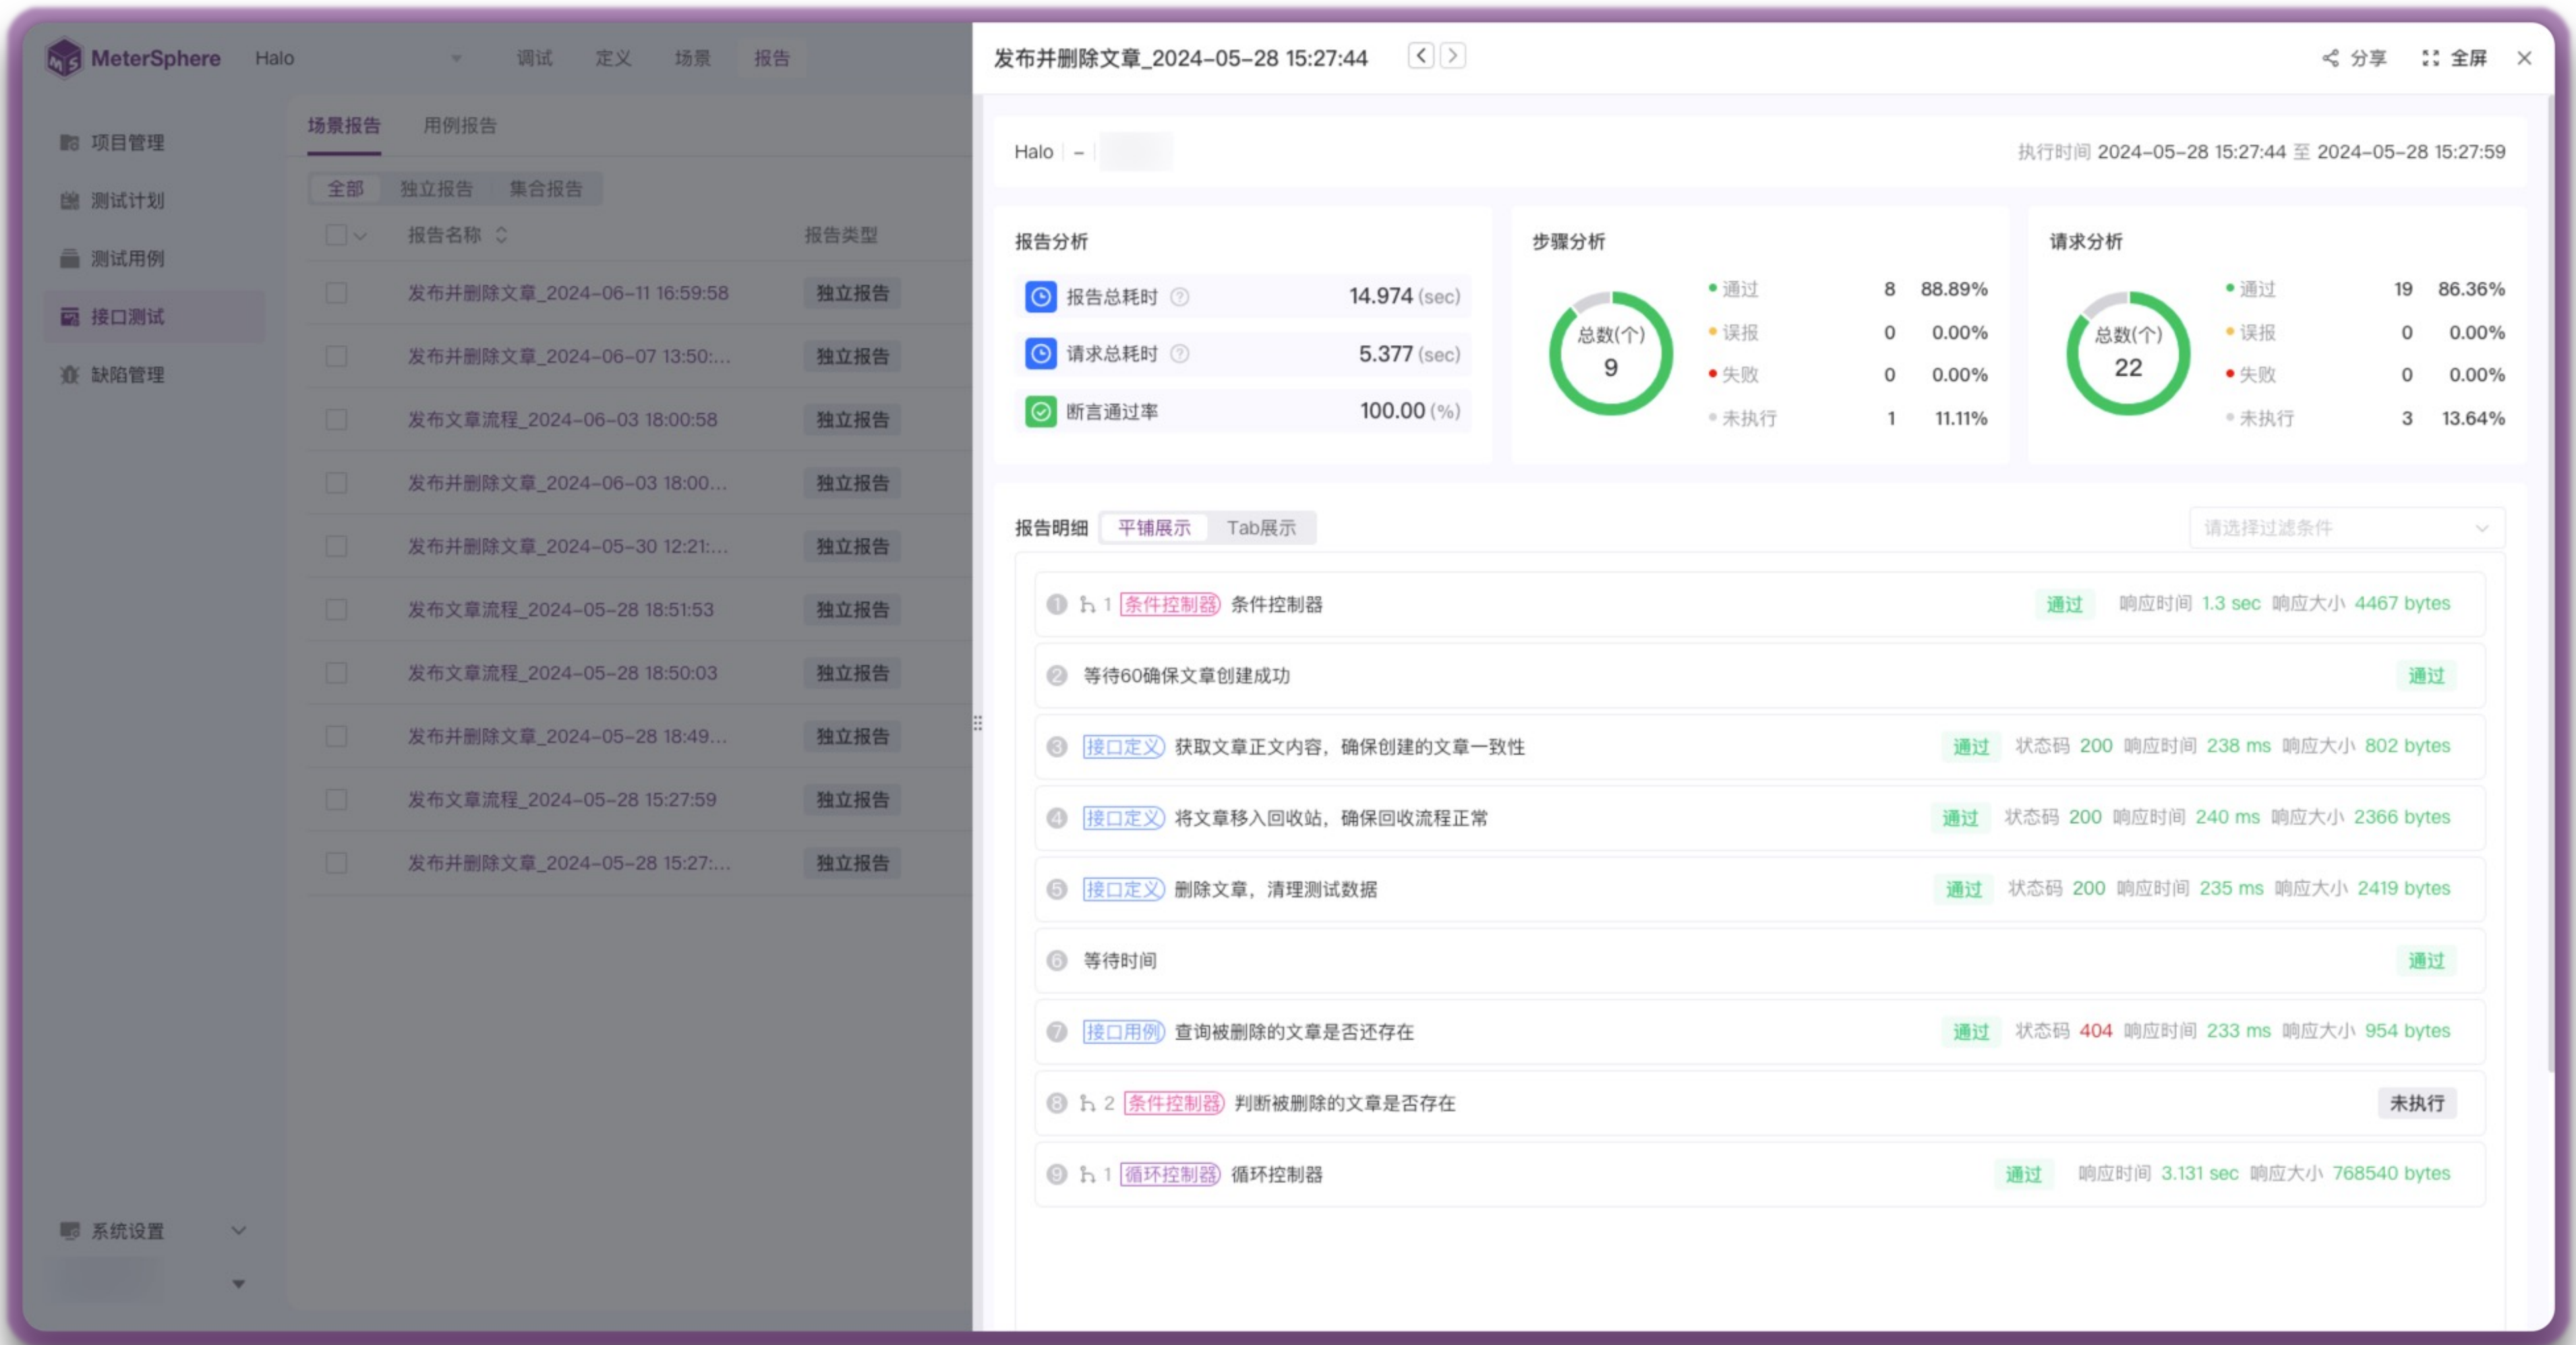 MeterSphere Halo 调试 定义 场景 报告
项目管理
测试计划
测试用例
接口测试
缺陷管理
系统设置
场景报告 用例报告
全部 独立报告 集合报告
报告名称 报告类型
发布并删除文章_2024-06-11 16:59:58 独立报告
发布并删除文章_2024-06-07 13:50:... 独立报告
发布文章流程_2024-06-03 18:00:58 独立报告
发布并删除文章_2024-06-03 18:00... 独立报告
发布并删除文章_2024-05-30 12:21:... 独立报告
发布文章流程_2024-05-28 18:51:53 独立报告
发布文章流程_2024-05-28 18:50:03 独立报告
发布并删除文章_2024-05-28 18:49... 独立报告
发布文章流程_2024-05-28 15:27:59 独立报告
发布并删除文章_2024-05-28 15:27:... 独立报告
发布并删除文章_2024-05-28 15:27:44 分享 全屏
Halo - 执行时间 2024-05-28 15:27:44 至 2024-05-28 15:27:59
报告分析
报告总耗时 14.974 (sec)
请求总耗时 5.377 (sec)
断言通过率 100.00 (%)
步骤分析
总数(个)
9
通过 8 88.89%
误报 0 0.00%
失败 0 0.00%
未执行 1 11.11%
请求分析
总数(个)
22
通过 19 86.36%
误报 0 0.00%
失败 0 0.00%
未执行 3 13.64%
报告明细 平铺展示 Tab展示 请选择过滤条件
1 1 条件控制器 条件控制器 通过 响应时间 1.3 sec 响应大小 4467 bytes
2 等待60确保文章创建成功 通过
3 接口定义 获取文章正文内容，确保创建的文章一致性 通过 状态码 200 响应时间 238 ms 响应大小 802 bytes
4 接口定义 将文章移入回收站，确保回收流程正常 通过 状态码 200 响应时间 240 ms 响应大小 2366 bytes
5 接口定义 删除文章，清理测试数据 通过 状态码 200 响应时间 235 ms 响应大小 2419 bytes
6 等待时间 通过
7 接口用例 查询被删除的文章是否还存在 通过 状态码 404 响应时间 233 ms 响应大小 954 bytes
8 2 条件控制器 判断被删除的文章是否存在 未执行
9 1 循环控制器 循环控制器 通过 响应时间 3.131 sec 响应大小 768540 bytes